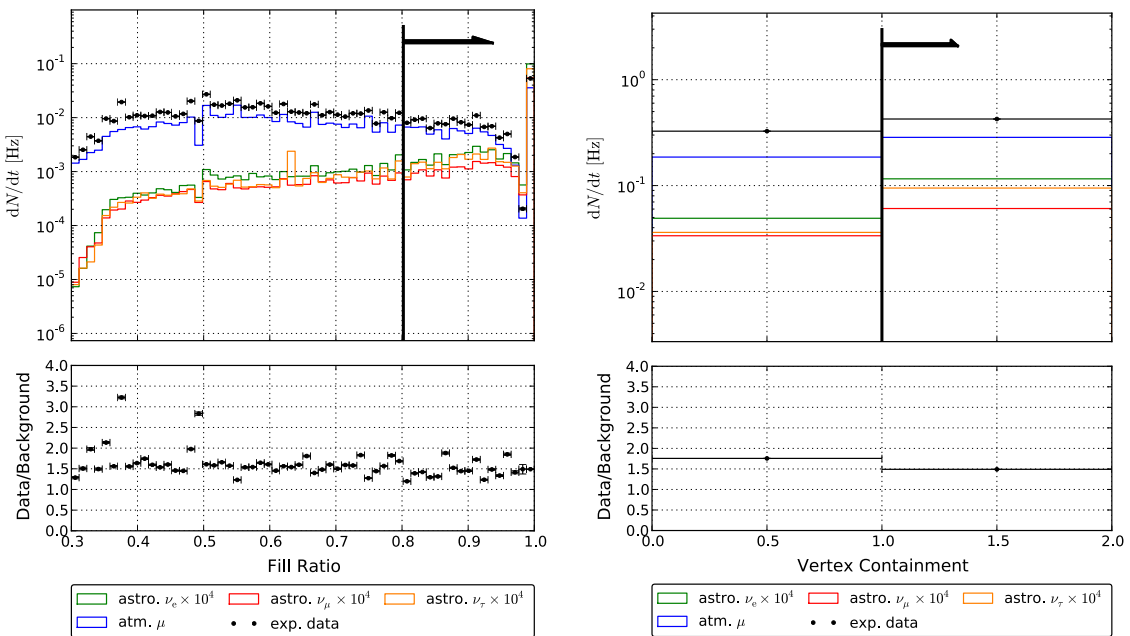 dN/dt [Hz]
10⁻¹
10⁻²
10⁻³
10⁻⁴
10⁻⁵
10⁻⁶
Data/Background
4.0
3.5
3.0
2.5
2.0
1.5
1.0
0.5
0.0
0.3 0.4 0.5 0.6 0.7 0.8 0.9 1.0
Fill Ratio
astro. νₑ × 10⁴ astro. ν_μ × 10⁴ astro. ν_τ × 10⁴
atm. μ exp. data
dN/dt [Hz]
10⁰
10⁻¹
10⁻²
Data/Background
4.0
3.5
3.0
2.5
2.0
1.5
1.0
0.5
0.0
0.0 0.5 1.0 1.5 2.0
Vertex Containment
astro. νₑ × 10⁴ astro. ν_μ × 10⁴ astro. ν_τ × 10⁴
atm. μ exp. data